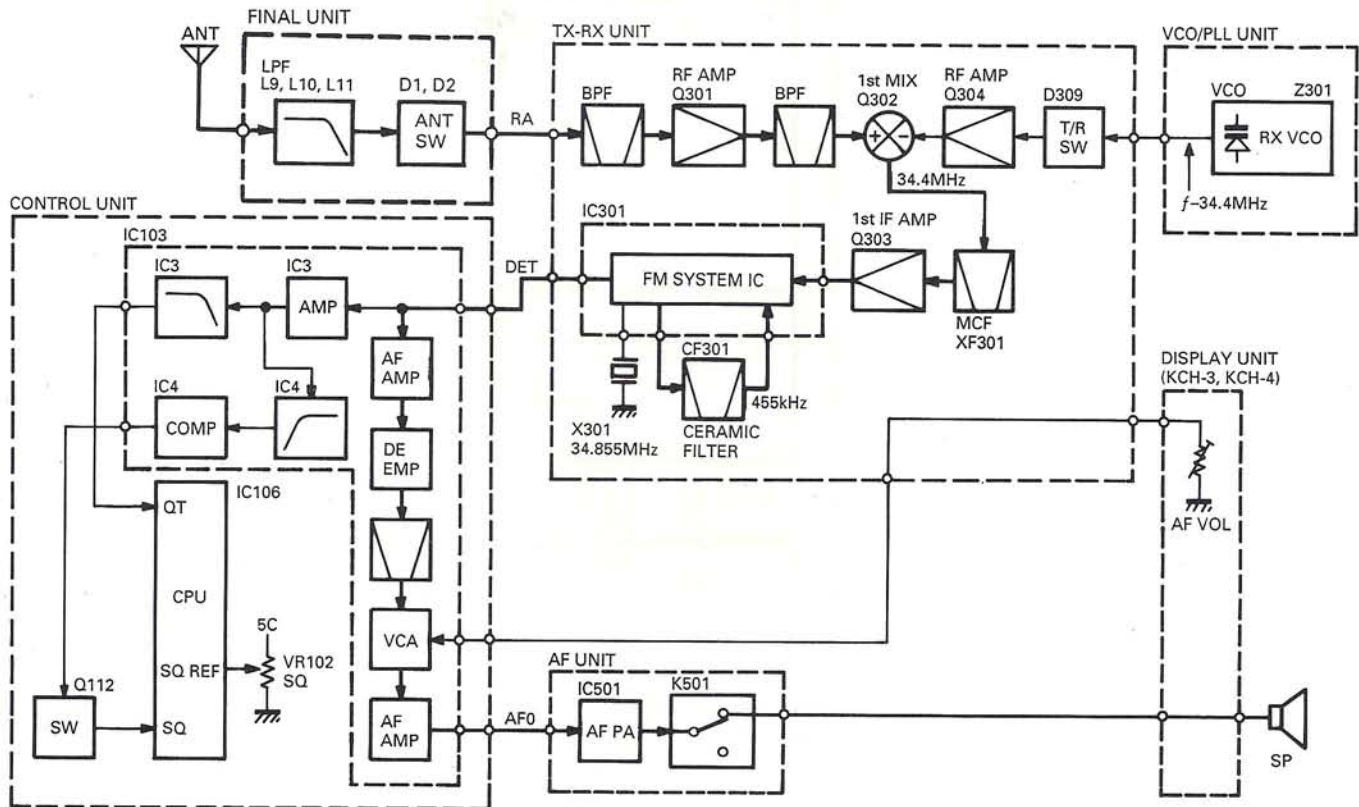 FINAL UNIT
ANT
LPF
L9, L10, L11
D1, D2
ANT
SW
RA
TX-RX UNIT
BPF
RF AMP
Q301
BPF
1st MIX
Q302
+
−
RF AMP
Q304
D309
T/R
SW
34.4MHz
VCO/PLL UNIT
VCO
Z301
RX VCO
f−34.4MHz
IC301
FM SYSTEM IC
1st IF AMP
Q303
MCF
XF301
CF301
455kHz
CERAMIC
FILTER
X301
34.855MHz
DET
CONTROL UNIT
IC103
IC3
IC3
AMP
IC4
COMP
IC4
AF
AMP
DE
EMP
VCA
AF
AMP
IC106
QT
CPU
SQ REF
SQ
5C
VR102
SQ
Q112
SW
AF0
AF UNIT
IC501
AF PA
K501
DISPLAY UNIT
(KCH-3, KCH-4)
AF VOL
SP